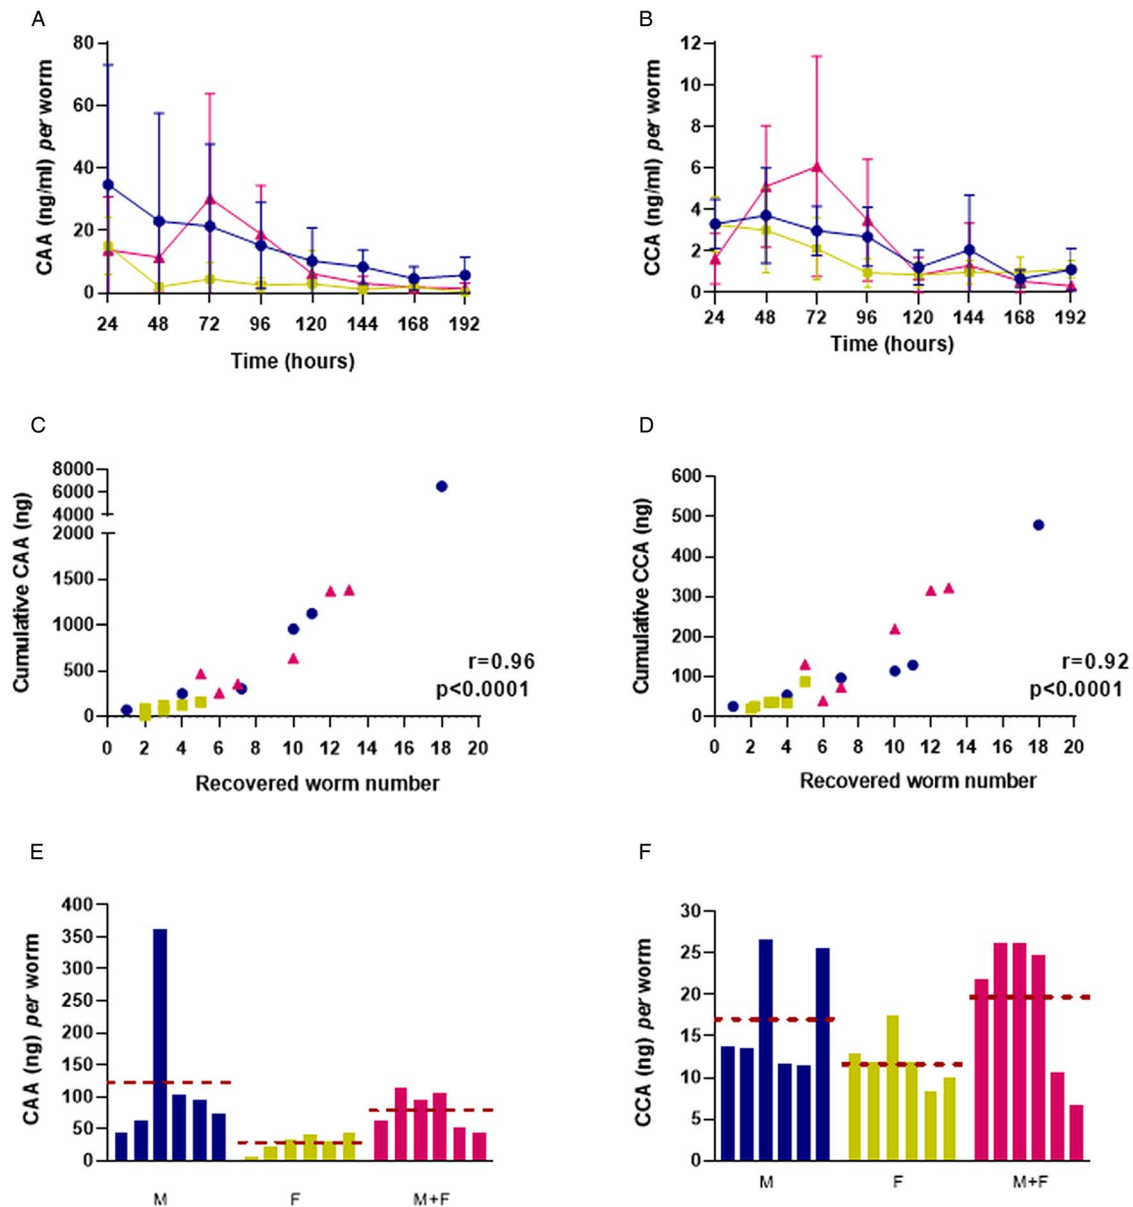 A
CAA (ng/ml) per worm
80
60
40
20
0
24 48 72 96 120 144 168 192
Time (hours)
B
CCA (ng/ml) per worm
12
10
8
6
4
2
0
24 48 72 96 120 144 168 192
Time (hours)
C
Cumulative CAA (ng)
8000
6000
4000
2000
1500
1000
500
0
r=0.96
p<0.0001
0 2 4 6 8 10 12 14 16 18 20
Recovered worm number
D
Cumulative CCA (ng)
600
500
400
300
200
100
0
r=0.92
p<0.0001
0 2 4 6 8 10 12 14 16 18 20
Recovered worm number
E
CAA (ng) per worm
400
350
300
250
200
150
100
50
0
M F M+F
F
CCA (ng) per worm
30
25
20
15
10
5
0
M F M+F